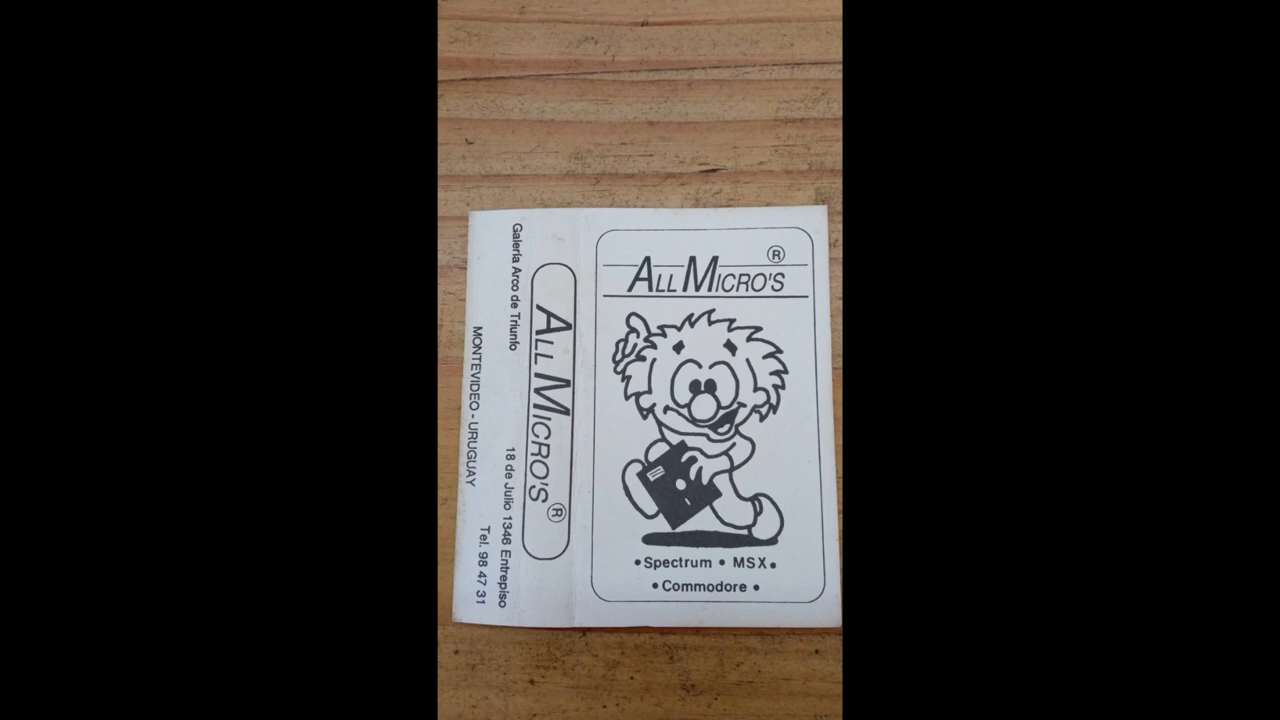 ALL MICRO'S ®
•Spectrum • MSX•
•Commodore •
ALL MICRO'S ®
Galería Arco de Triunfo
18 de Julio 1346 Entrepiso
MONTEVIDEO - URUGUAY
Tel. 98 47 31